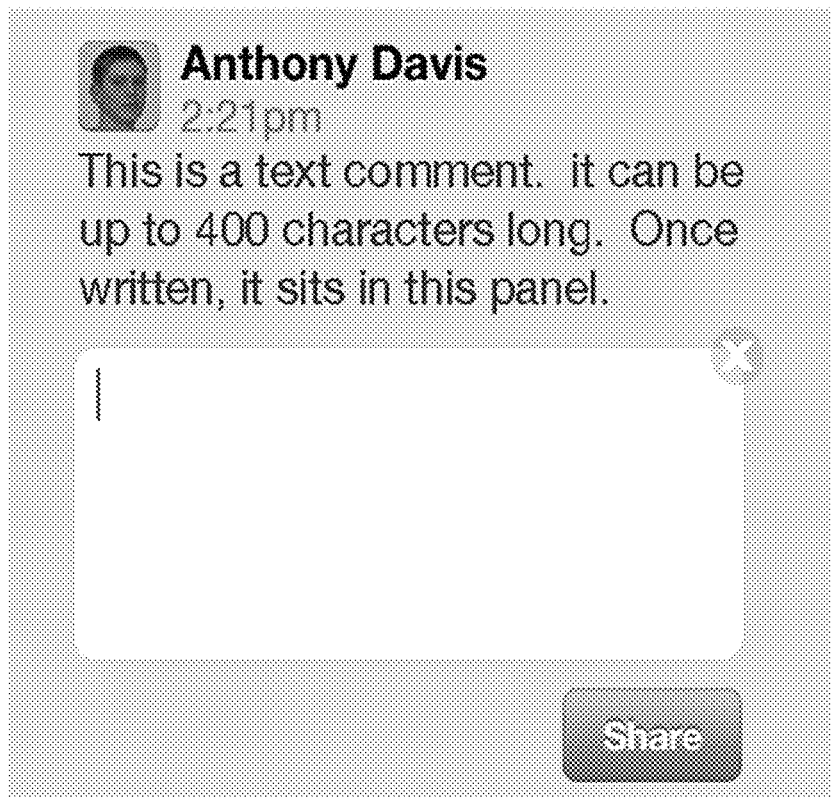 Anthony Davis
2:21pm
This is a text comment.  it can be
up to 400 characters long.  Once
written, it sits in this panel.
Share